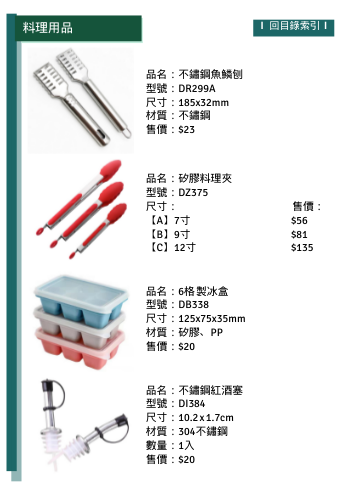 料理用品
I 回目錄索引 I
品名：不鏽鋼魚鱗刨
型號：DR299A
尺寸：185x32mm
材質：不鏽鋼
售價：$23
品名：矽膠料理夾
型號：DZ375
尺寸： 售價：
【A】7寸 $56
【B】9寸 $81
【C】12寸 $135
品名：6格製冰盒
型號：DB338
尺寸：125x75x35mm
材質：矽膠、PP
售價：$20
品名：不鏽鋼紅酒塞
型號：DI384
尺寸：10.2x1.7cm
材質：304不鏽鋼
數量：1入
售價：$20